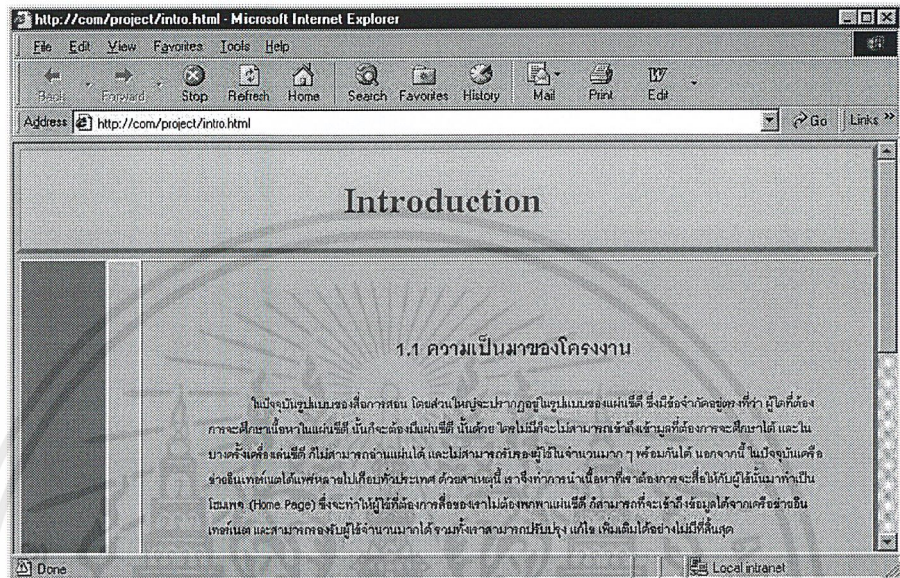 http://com/project/intro.html - Microsoft Internet Explorer
File Edit View Favorites Tools Help
Back Forward Stop Refresh Home Search Favorites History Mail Print Edit
Address http://com/project/intro.html Go Links »
Introduction
1.1 ความเป็นมาของโครงงาน
ในปัจจุบันรูปแบบของสื่อการสอน โดยส่วนใหญ่จะปรากฏอยู่ในรูปแบบของแผ่นซีดี ซึ่งมีข้อจำกัดอยู่ตรงที่ว่า ผู้ใดที่ต้อง
การจะศึกษาเนื้อหาในแผ่นซีดี นั้นก็จะต้องมีแผ่นซีดี นั้นด้วย ใครไม่มีก็จะไม่สามารถเข้าถึงข้อมูลที่ต้องการจะศึกษาได้ และใน
บางครั้งเครื่องเล่นซีดี ก็ไม่สามารถอ่านแผ่นได้ และไม่สามารถรับรองผู้ใช้ในจำนวนมาก ๆ พร้อมกันได้ นอกจากนี้ ในปัจจุบันเครือ
ข่ายอินเทอร์เนตได้แพร่หลายไปเกือบทั่วประเทศ ด้วยสาเหตุนี้ เราจึงทำการนำเนื้อหาที่เราต้องการจะสื่อให้กับผู้ใช้นั้นมาทำเป็น
โฮมเพจ (Home Page) ซึ่งจะทำให้ผู้ใช้ที่ต้องการสื่อของเราไม่ต้องพกพาแผ่นซีดี ก็สามารถที่จะเข้าถึงข้อมูลได้จากเครือข่ายอิน
เทอร์เนต และสามารถรองรับผู้ใช้จำนวนมากได้ รวมทั้งเราสามารถปรับปรุง แก้ไข เพิ่มเติมได้อย่างไม่มีที่สิ้นสุด
Done Local intranet